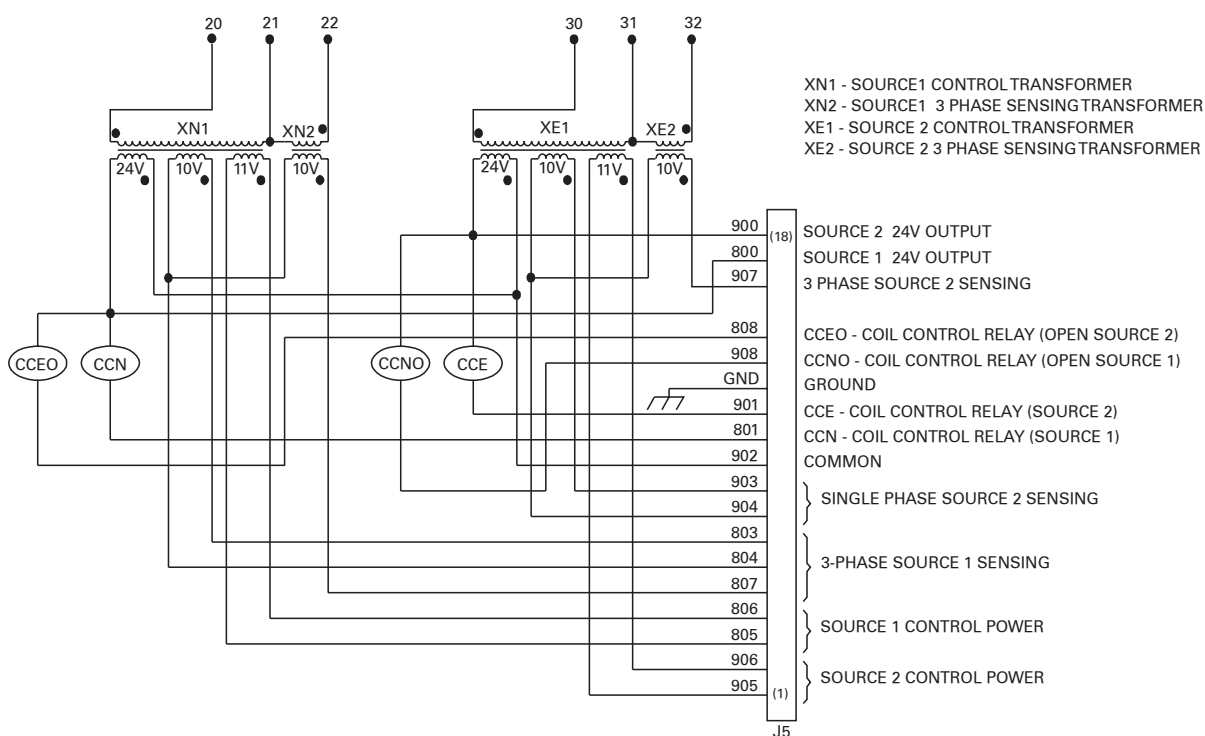 20 21 22 30 31 32
XN1 - SOURCE1 CONTROL TRANSFORMER
XN2 - SOURCE1 3 PHASE SENSING TRANSFORMER
XE1 - SOURCE 2 CONTROL TRANSFORMER
XE2 - SOURCE 2 3 PHASE SENSING TRANSFORMER
XN1 XN2 XE1 XE2
24V 10V 11V 10V 24V 10V 11V 10V
900 (18) SOURCE 2 24V OUTPUT
800 SOURCE 1 24V OUTPUT
907 3 PHASE SOURCE 2 SENSING
808 CCEO - COIL CONTROL RELAY (OPEN SOURCE 2)
CCEO CCN CCNO CCE
908 CCNO - COIL CONTROL RELAY (OPEN SOURCE 1)
GND GROUND
901 CCE - COIL CONTROL RELAY (SOURCE 2)
801 CCN - COIL CONTROL RELAY (SOURCE 1)
902 COMMON
903
SINGLE PHASE SOURCE 2 SENSING
904
803
804 3-PHASE SOURCE 1 SENSING
807
806
SOURCE 1 CONTROL POWER
805
906
SOURCE 2 CONTROL POWER
905 (1)
J5